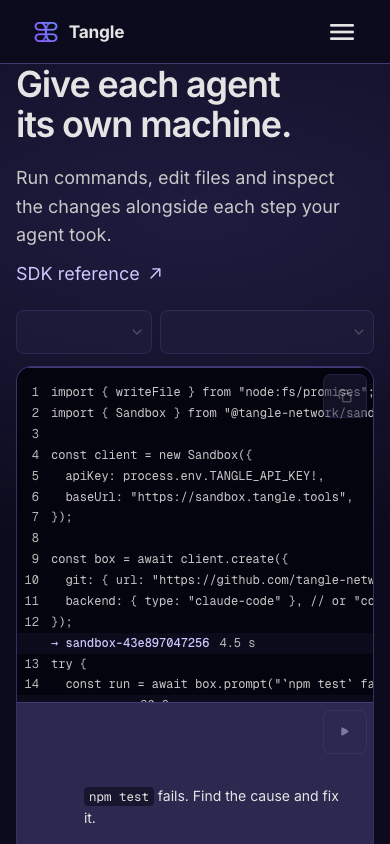 Tangle
Give each agent
its own machine.
Run commands, edit files and inspect
the changes alongside each step your
agent took.
SDK reference ↗
1 import { writeFile } from "node:fs/promises";
2 import { Sandbox } from "@tangle-network/sand
3
4 const client = new Sandbox({
5   apiKey: process.env.TANGLE_API_KEY!,
6   baseUrl: "https://sandbox.tangle.tools",
7 });
8
9 const box = await client.create({
10   git: { url: "https://github.com/tangle-netw
11   backend: { type: "claude-code" }, // or "co
12 });
→ sandbox-43e897047256 4.5 s
13 try {
14   const run = await box.prompt("`npm test` fa
npm test fails. Find the cause and fix
it.